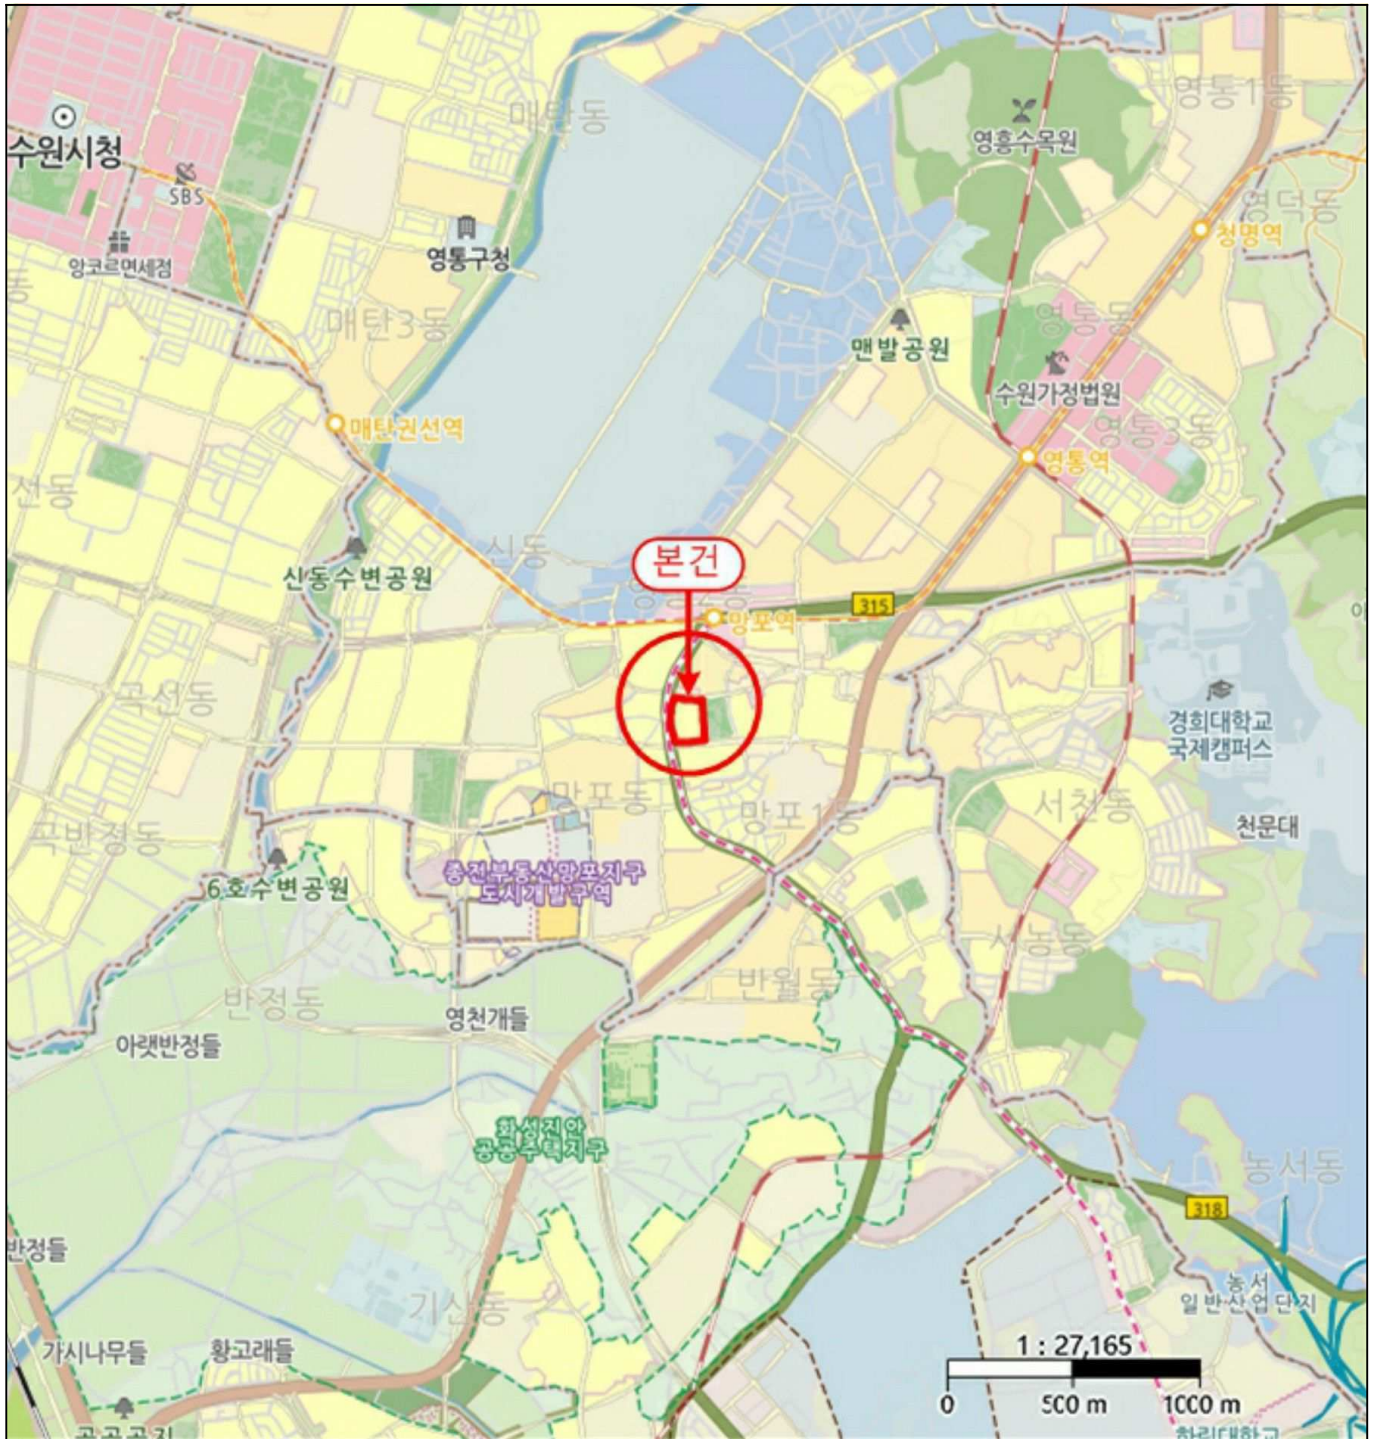 매탄동
영통1동
영흥수목원
수원시청
SBS
영덕동
청명역
영통구청
앙코르면세점
동
매탄3동
영통동
맨발공원
수원가정법원
매탄권선역
영통3동
영통역
선동
신동
본건
신동수변공원
315
망포역
곡선동
경희대학교
국제캠퍼스
망포동
망포1동
서천동
천문대
곡반정동
종전부동산망포지구
도시개발구역
6호수변공원
서농동
반월동
반정동
영천개들
아랫반정들
화성진안
공공주택지구
농서동
318
반정들
농서
일반산업단지
기산동
가시나무들
황고래들
1 : 27,165
0
500 m
1000 m